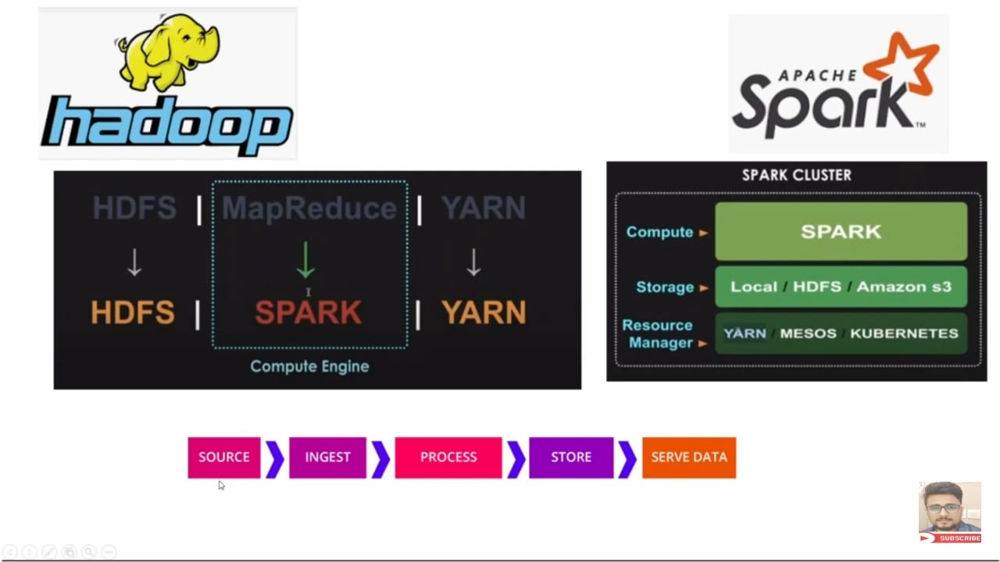 hadoop
APACHE
Spark™
HDFS | MapReduce | YARN
HDFS | SPARK | YARN
Compute Engine
SPARK CLUSTER
Compute
SPARK
Storage
Local / HDFS / Amazon s3
Resource
Manager
YARN / MESOS / KUBERNETES
SOURCE
INGEST
PROCESS
STORE
SERVE DATA
SUBSCRIBE